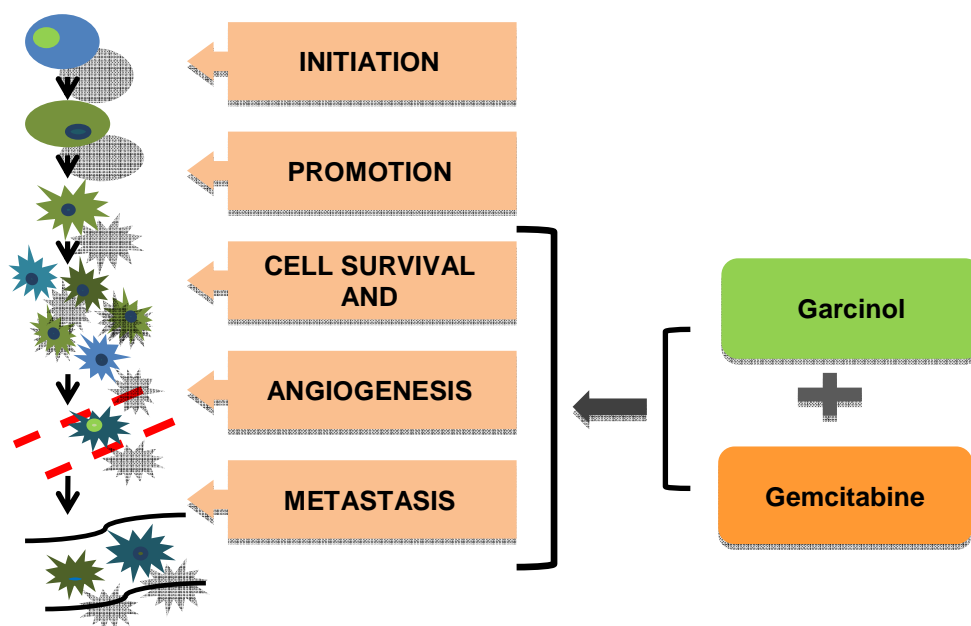 INITIATION
PROMOTION
CELL SURVIVAL
AND
ANGIOGENESIS
METASTASIS
Garcinol
Gemcitabine